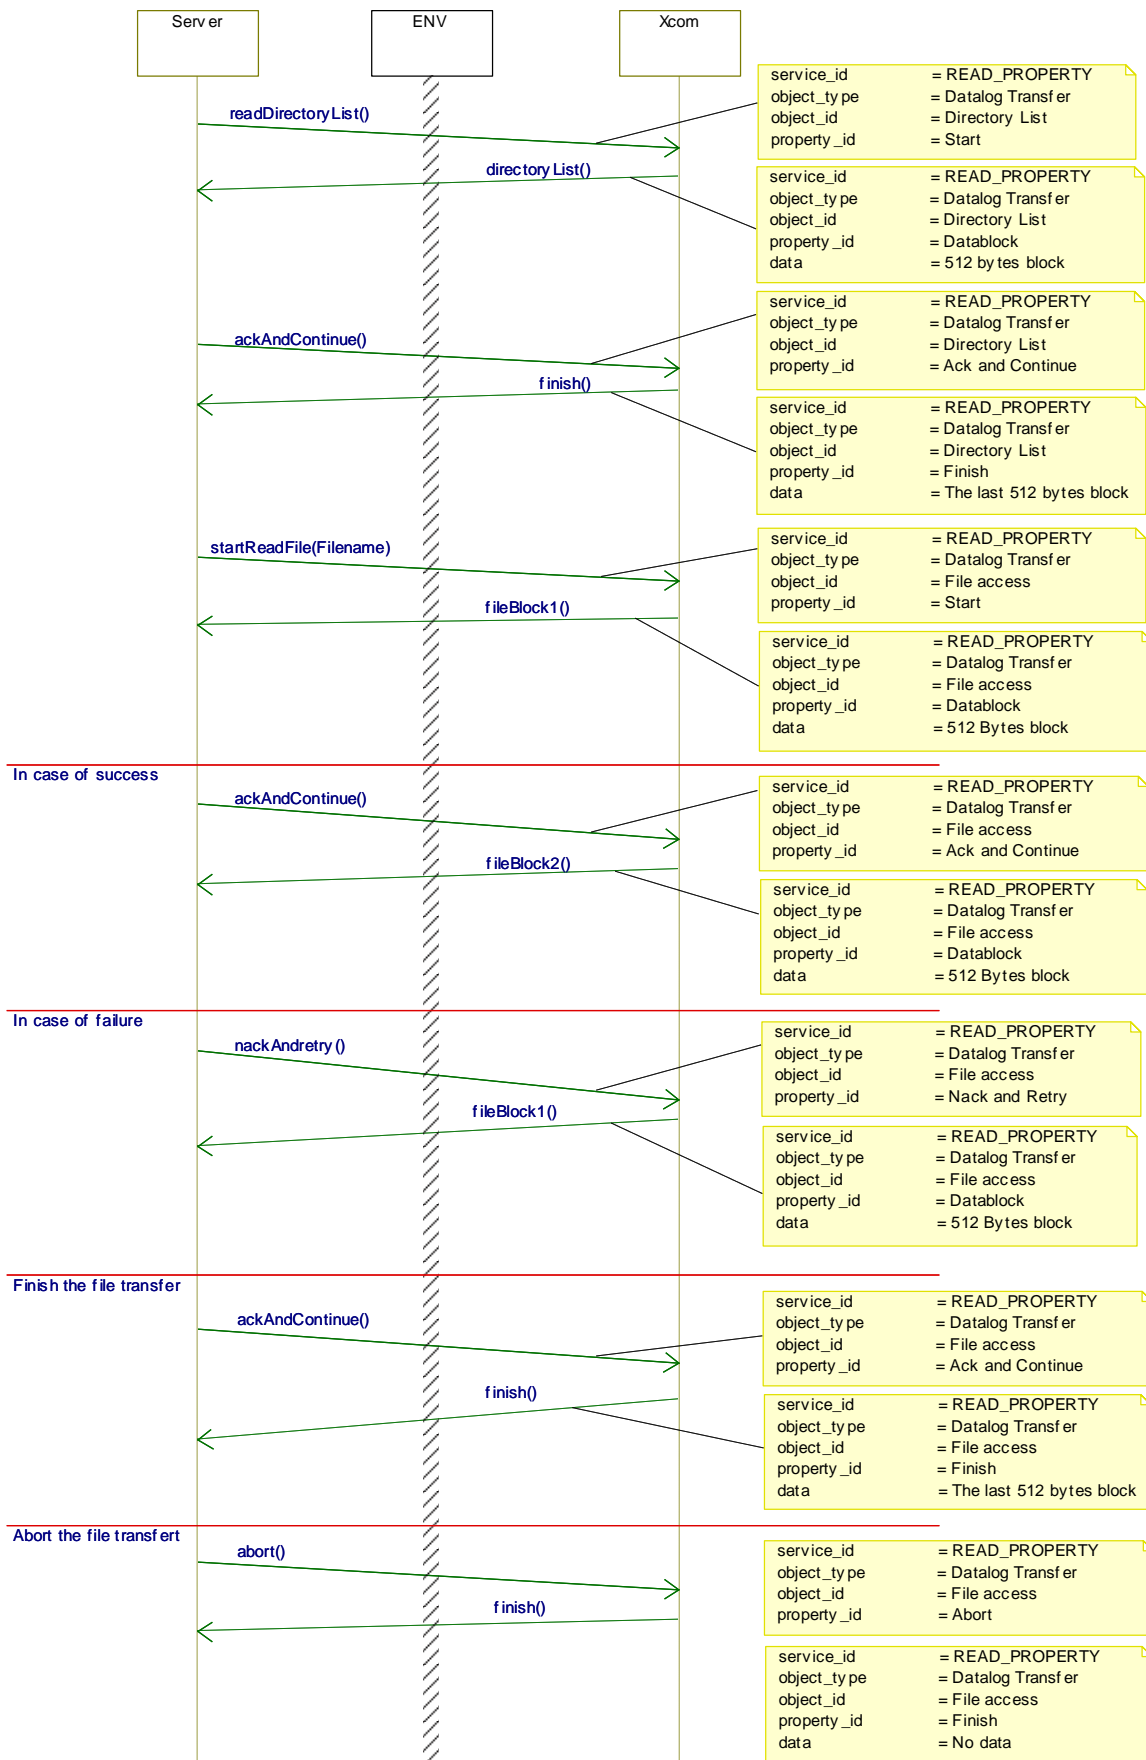 Server ENV Xcom
service_id = READ_PROPERTY
object_type = Datalog Transfer
readDirectoryList()
object_id = Directory List
property_id = Start
directoryList()
service_id = READ_PROPERTY
object_type = Datalog Transfer
object_id = Directory List
property_id = Datablock
data = 512 bytes block
service_id = READ_PROPERTY
object_type = Datalog Transfer
ackAndContinue()
object_id = Directory List
property_id = Ack and Continue
finish()
service_id = READ_PROPERTY
object_type = Datalog Transfer
object_id = Directory List
property_id = Finish
data = The last 512 bytes block
service_id = READ_PROPERTY
startReadFile(Filename)
object_type = Datalog Transfer
object_id = File access
property_id = Start
fileBlock1()
service_id = READ_PROPERTY
object_type = Datalog Transfer
object_id = File access
property_id = Datablock
data = 512 Bytes block
In case of success
service_id = READ_PROPERTY
ackAndContinue()
object_type = Datalog Transfer
object_id = File access
property_id = Ack and Continue
fileBlock2()
service_id = READ_PROPERTY
object_type = Datalog Transfer
object_id = File access
property_id = Datablock
data = 512 Bytes block
In case of failure
service_id = READ_PROPERTY
nackAndretry()
object_type = Datalog Transfer
object_id = File access
property_id = Nack and Retry
fileBlock1()
service_id = READ_PROPERTY
object_type = Datalog Transfer
object_id = File access
property_id = Datablock
data = 512 Bytes block
Finish the file transfer
service_id = READ_PROPERTY
ackAndContinue()
object_type = Datalog Transfer
object_id = File access
property_id = Ack and Continue
finish()
service_id = READ_PROPERTY
object_type = Datalog Transfer
object_id = File access
property_id = Finish
data = The last 512 bytes block
Abort the file transfert
abort()
service_id = READ_PROPERTY
object_type = Datalog Transfer
object_id = File access
finish()
property_id = Abort
service_id = READ_PROPERTY
object_type = Datalog Transfer
object_id = File access
property_id = Finish
data = No data